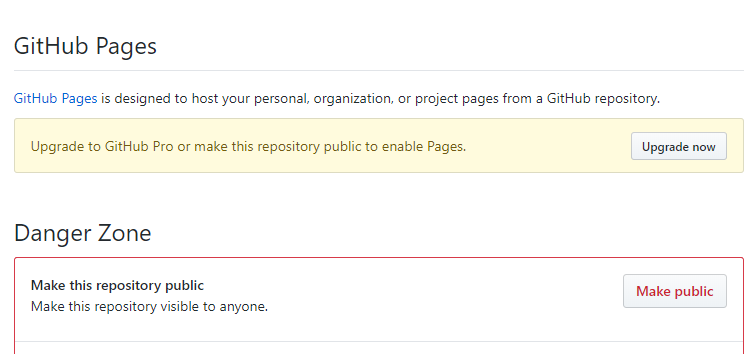 GitHub Pages
GitHub Pages is designed to host your personal, organization, or project pages from a GitHub repository.
Upgrade to GitHub Pro or make this repository public to enable Pages.
Upgrade now
Danger Zone
Make this repository public
Make this repository visible to anyone.
Make public